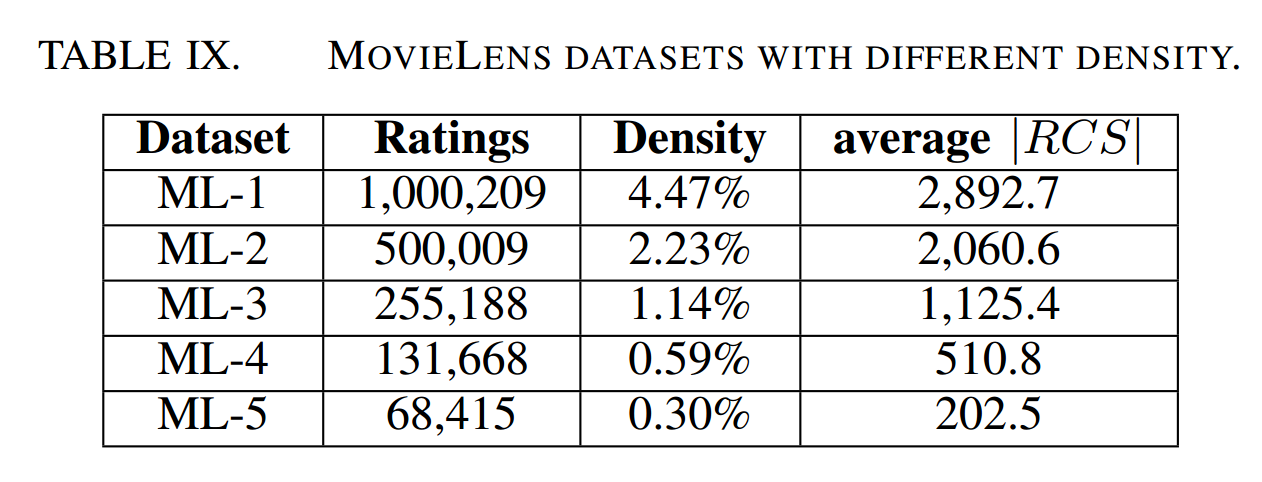 TABLE IX. MOVIELENS DATASETS WITH DIFFERENT DENSITY.
Dataset Ratings Density average |RCS|
ML-1 1,000,209 4.47% 2,892.7
ML-2 500,009 2.23% 2,060.6
ML-3 255,188 1.14% 1,125.4
ML-4 131,668 0.59% 510.8
ML-5 68,415 0.30% 202.5